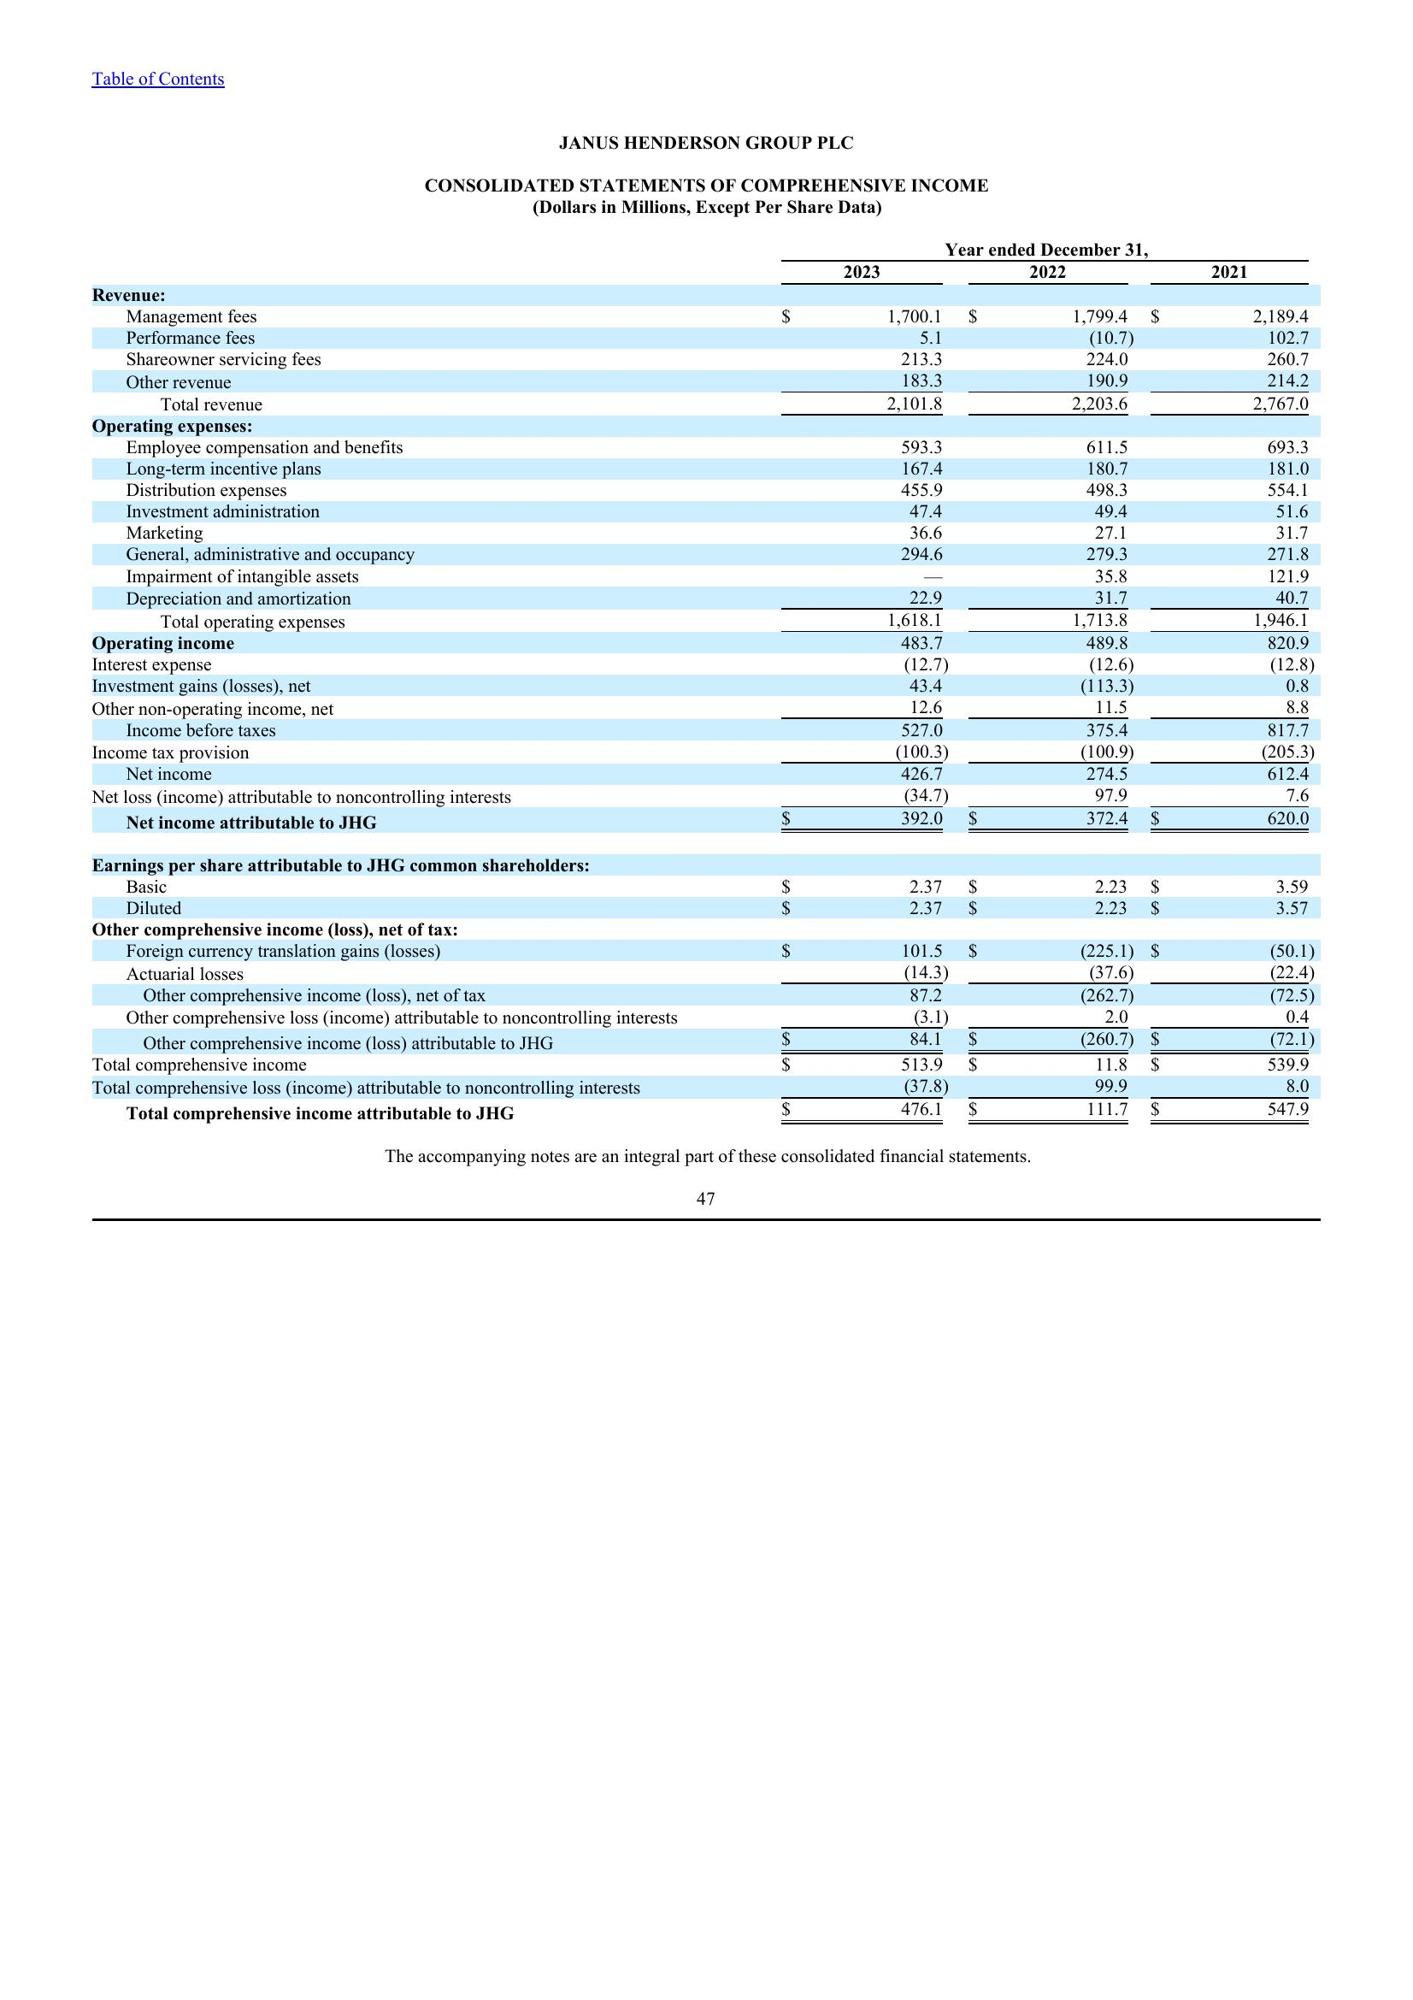 Table of Contents
JANUS HENDERSON GROUP PLC
CONSOLIDATED STATEMENTS OF COMPREHENSIVE INCOME
(Dollars in Millions, Except Per Share Data)
Year ended December 31,
2023 2022 2021
Revenue:
Management fees $ 1,700.1 $ 1,799.4 $ 2,189.4
Performance fees 5.1 (10.7) 102.7
Shareowner servicing fees 213.3 224.0 260.7
Other revenue 183.3 190.9 214.2
Total revenue 2,101.8 2,203.6 2,767.0
Operating expenses:
Employee compensation and benefits 593.3 611.5 693.3
Long-term incentive plans 167.4 180.7 181.0
Distribution expenses 455.9 498.3 554.1
Investment administration 47.4 49.4 51.6
Marketing 36.6 27.1 31.7
General, administrative and occupancy 294.6 279.3 271.8
Impairment of intangible assets — 35.8 121.9
Depreciation and amortization 22.9 31.7 40.7
Total operating expenses 1,618.1 1,713.8 1,946.1
Operating income 483.7 489.8 820.9
Interest expense (12.7) (12.6) (12.8)
Investment gains (losses), net 43.4 (113.3) 0.8
Other non-operating income, net 12.6 11.5 8.8
Income before taxes 527.0 375.4 817.7
Income tax provision (100.3) (100.9) (205.3)
Net income 426.7 274.5 612.4
Net loss (income) attributable to noncontrolling interests (34.7) 97.9 7.6
Net income attributable to JHG $ 392.0 $ 372.4 $ 620.0
Earnings per share attributable to JHG common shareholders:
Basic $ 2.37 $ 2.23 $ 3.59
Diluted $ 2.37 $ 2.23 $ 3.57
Other comprehensive income (loss), net of tax:
Foreign currency translation gains (losses) $ 101.5 $ (225.1) $ (50.1)
Actuarial losses (14.3) (37.6) (22.4)
Other comprehensive income (loss), net of tax 87.2 (262.7) (72.5)
Other comprehensive loss (income) attributable to noncontrolling interests (3.1) 2.0 0.4
Other comprehensive income (loss) attributable to JHG $ 84.1 $ (260.7) $ (72.1)
Total comprehensive income $ 513.9 $ 11.8 $ 539.9
Total comprehensive loss (income) attributable to noncontrolling interests (37.8) 99.9 8.0
Total comprehensive income attributable to JHG $ 476.1 $ 111.7 $ 547.9
The accompanying notes are an integral part of these consolidated financial statements.
47